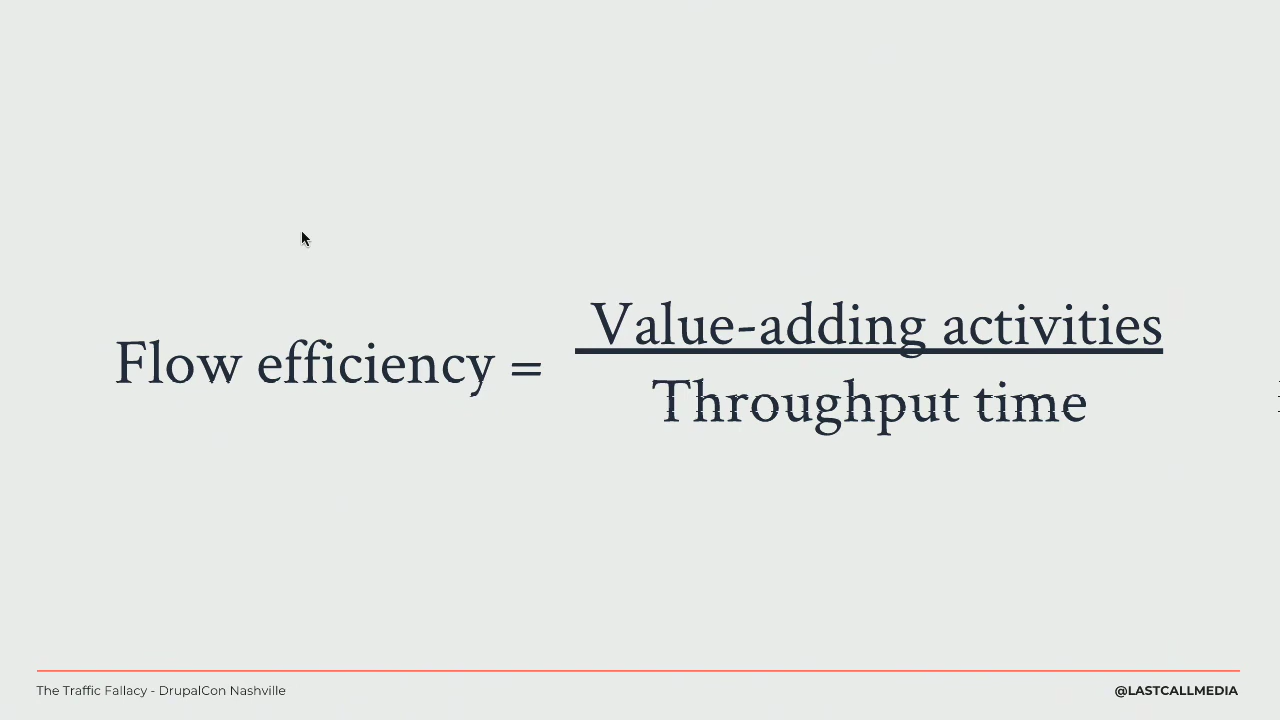 Flow efficiency =
Value-adding activities
Throughput time
The Traffic Fallacy - DrupalCon Nashville
@LASTCALLMEDIA